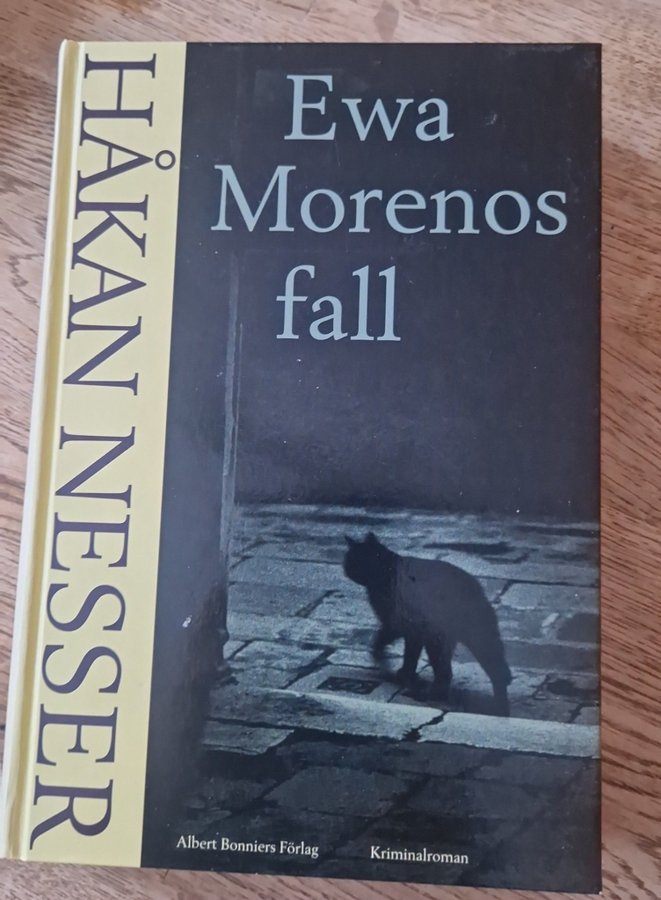 HÅKAN NESSER
Ewa
Morenos
fall
Albert Bonniers Förlag
Kriminalroman